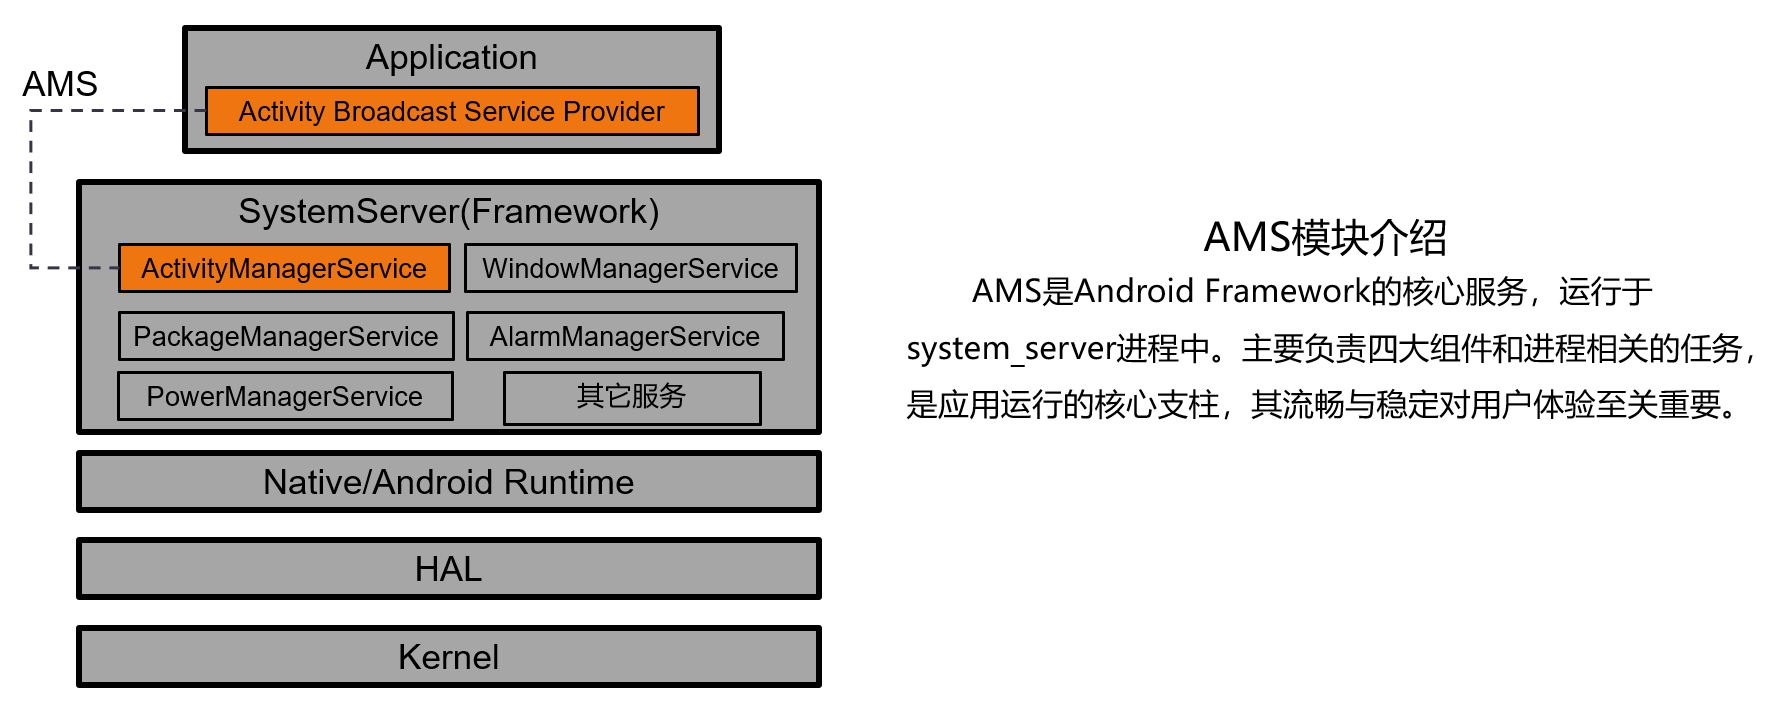 AMS
Application
Activity Broadcast Service Provider
SystemServer(Framework)
ActivityManagerService
WindowManagerService
PackageManagerService
AlarmManagerService
PowerManagerService
其它服务
Native/Android Runtime
HAL
Kernel
AMS模块介绍
AMS是Android Framework的核心服务，运行于
system_server进程中。主要负责四大组件和进程相关的任务，
是应用运行的核心支柱，其流畅与稳定对用户体验至关重要。